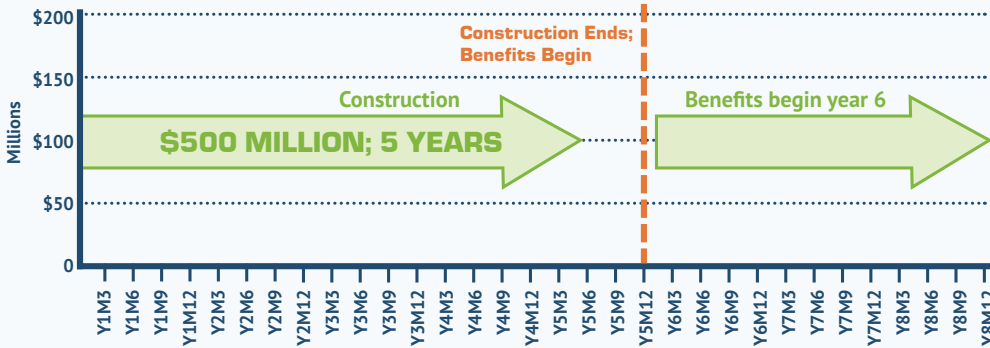 $200
$150
$100
$50
0
Millions
Construction Ends;
Benefits Begin
Construction
$500 MILLION; 5 YEARS
Benefits begin year 6
Y1M3
Y1M6
Y1M9
Y1M12
Y2M3
Y2M6
Y2M9
Y2M12
Y3M3
Y3M6
Y3M9
Y3M12
Y4M3
Y4M6
Y4M9
Y4M12
Y5M3
Y5M6
Y5M9
Y5M12
Y6M3
Y6M6
Y6M9
Y6M12
Y7M3
Y7M6
Y7M9
Y7M12
Y8M3
Y8M6
Y8M9
Y8M12